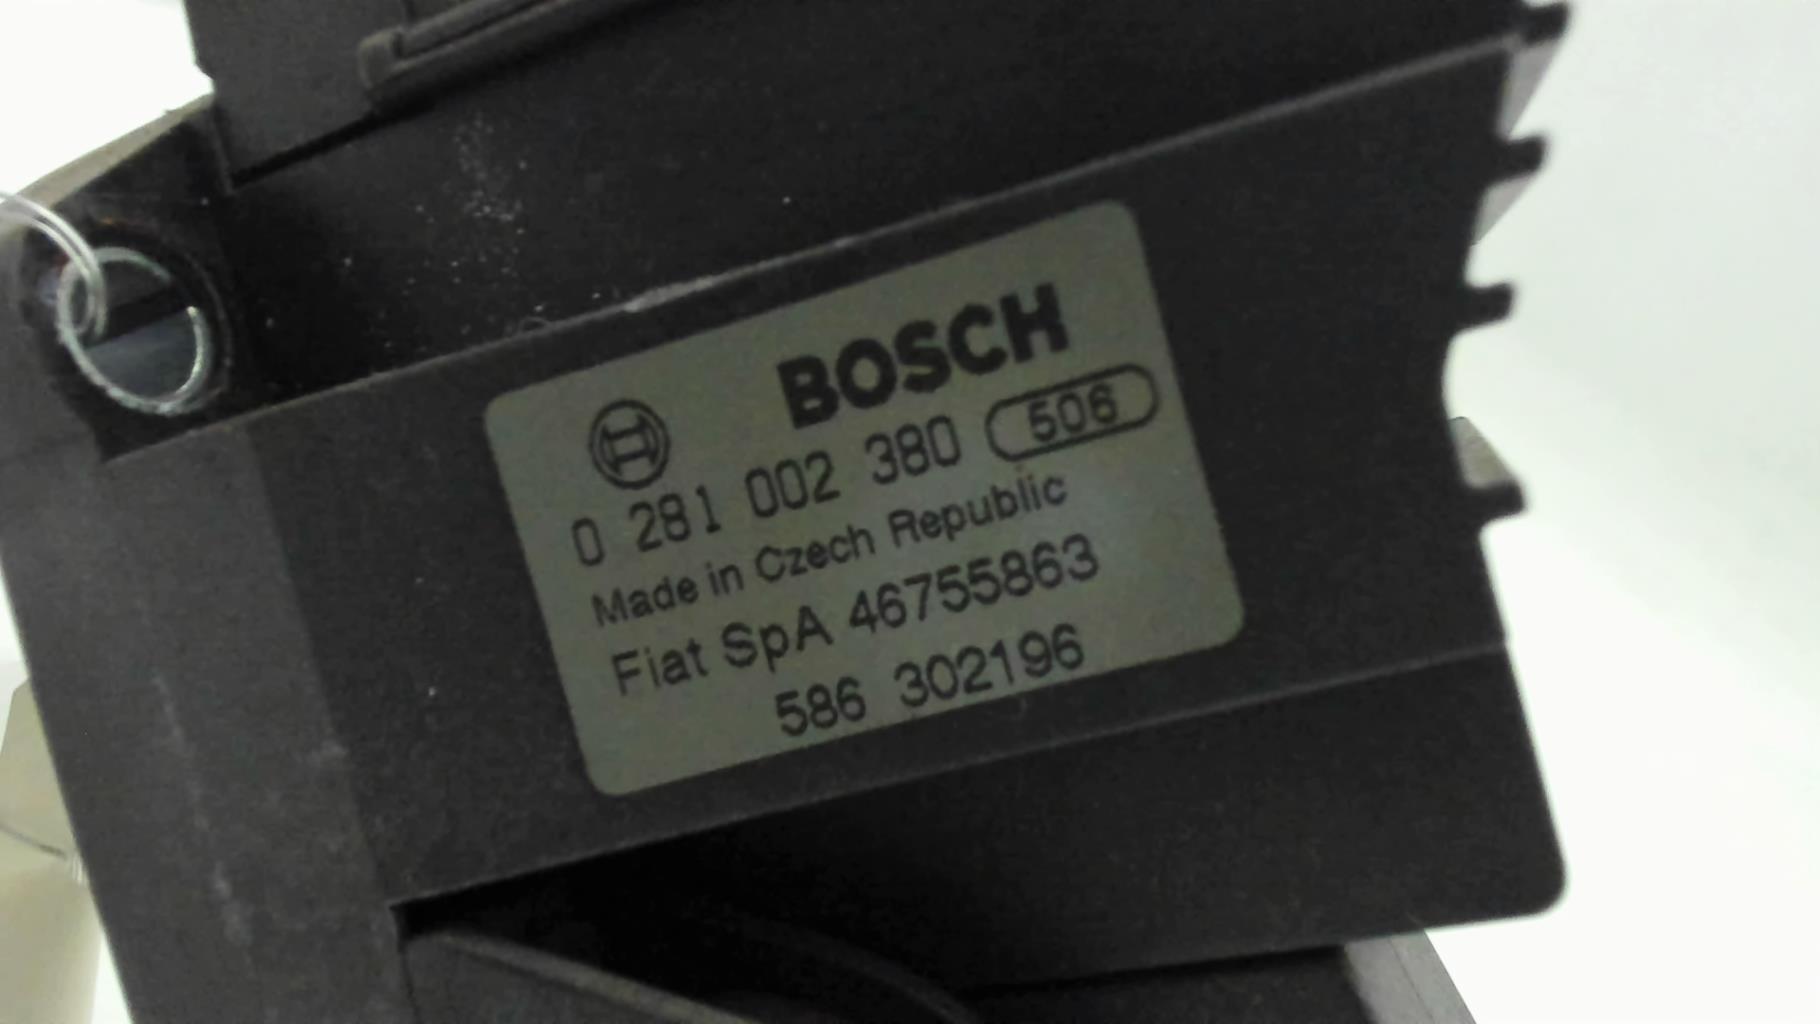 BOSCH
0 281 002 380 506
Made in Czech Republic
Fiat SpA 46755863
586 302196